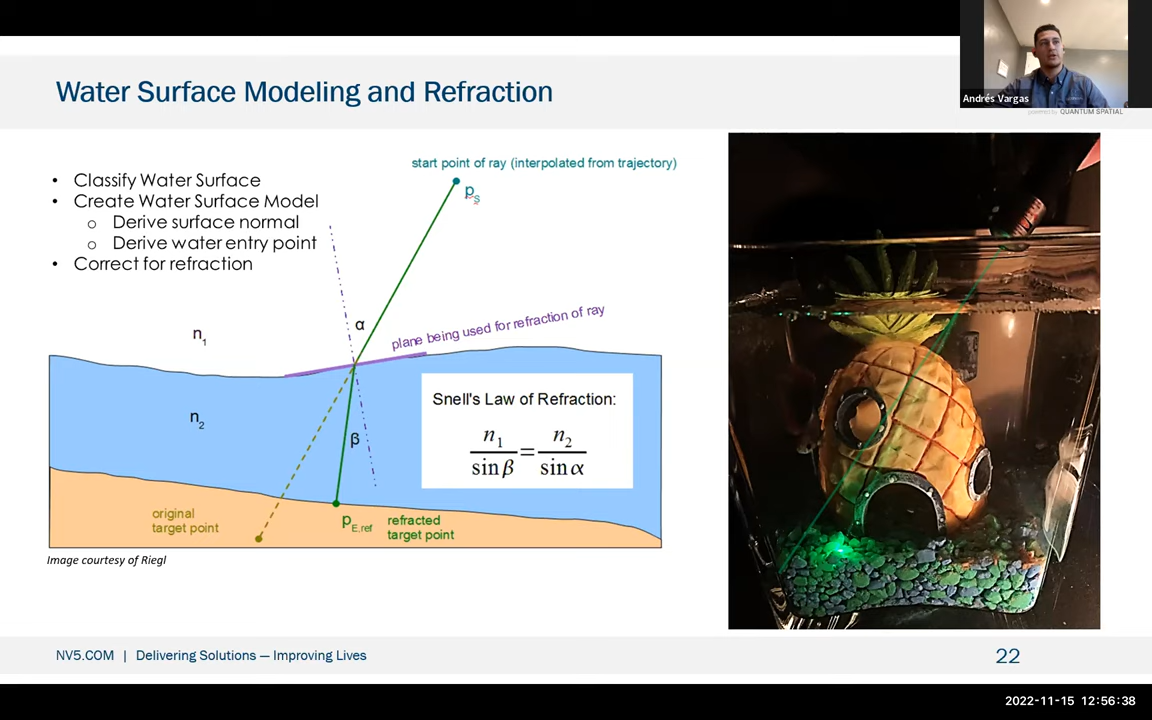 Water Surface Modeling and Refraction
Andrés Vargas
powered by QUANTUM SPATIAL
• Classify Water Surface
• Create Water Surface Model
o Derive surface normal
o Derive water entry point
• Correct for refraction
start point of ray (interpolated from trajectory)
pS
α
plane being used for refraction of ray
n1
n2
β
Snell's Law of Refraction:
n1/sinβ = n2/sinα
original
target point
pE,ref
refracted
target point
Image courtesy of Riegl
NV5.COM | Delivering Solutions — Improving Lives
22
2022-11-15 12:56:38